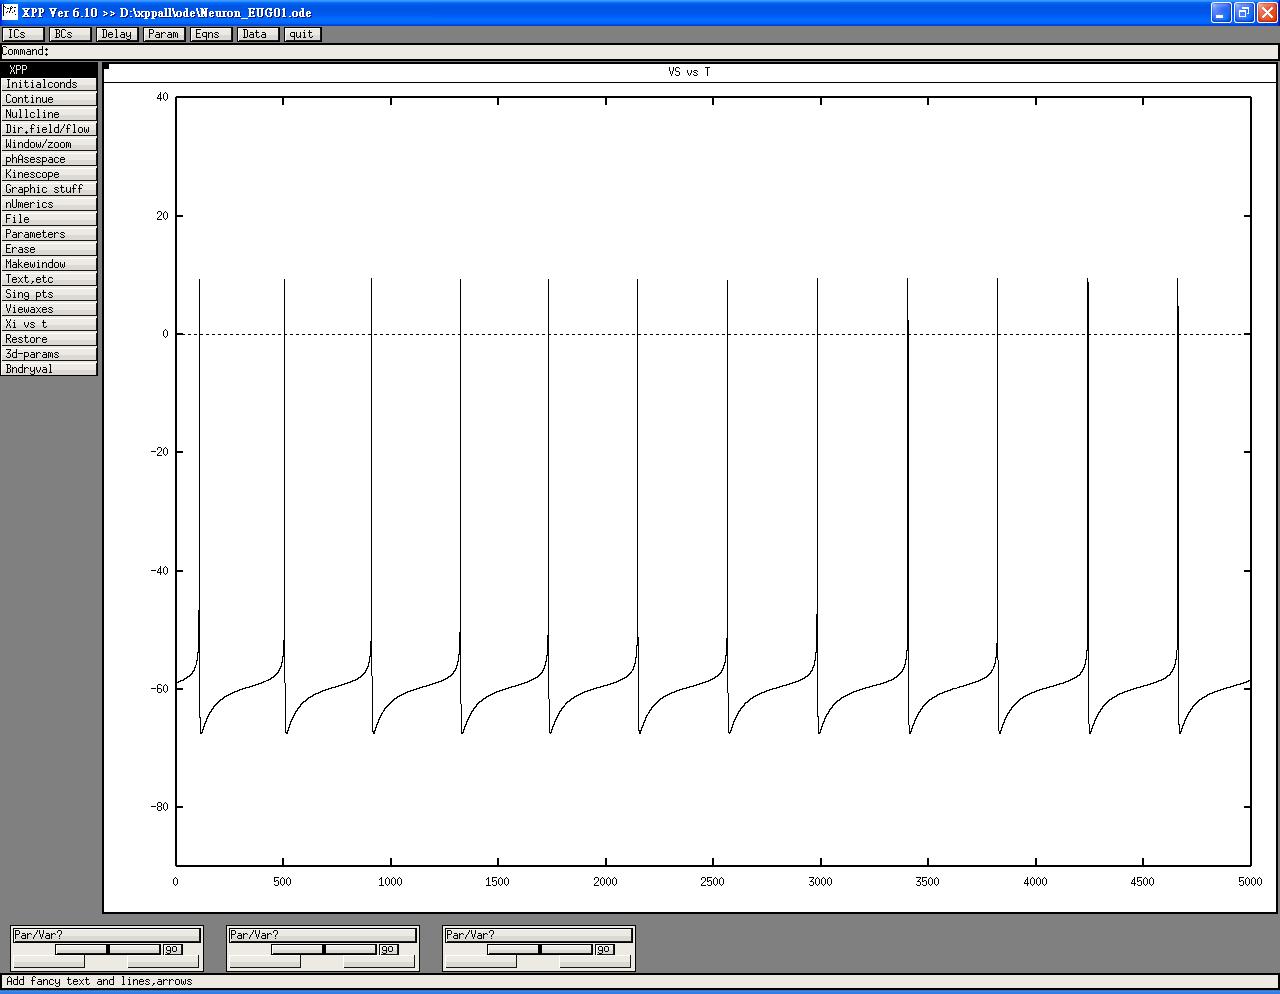 XPP Ver 6.10 >> D:\xppall\ode\Neuron_EUG01.ode
ICs BCs Delay Param Eqns Data quit
Command:
XPP
Initialconds
Continue
Nullcline
Dir.field/flow
Window/zoom
phAsespace
Kinescope
Graphic stuff
nUmerics
File
Parameters
Erase
Makewindow
Text,etc
Sing pts
Viewaxes
Xi vs t
Restore
3d-params
Bndryval
VS vs T
40
20
0
-20
-40
-60
-80
0 500 1000 1500 2000 2500 3000 3500 4000 4500 5000
Par/Var? Par/Var? Par/Var?
go go go
Add fancy text and lines,arrows